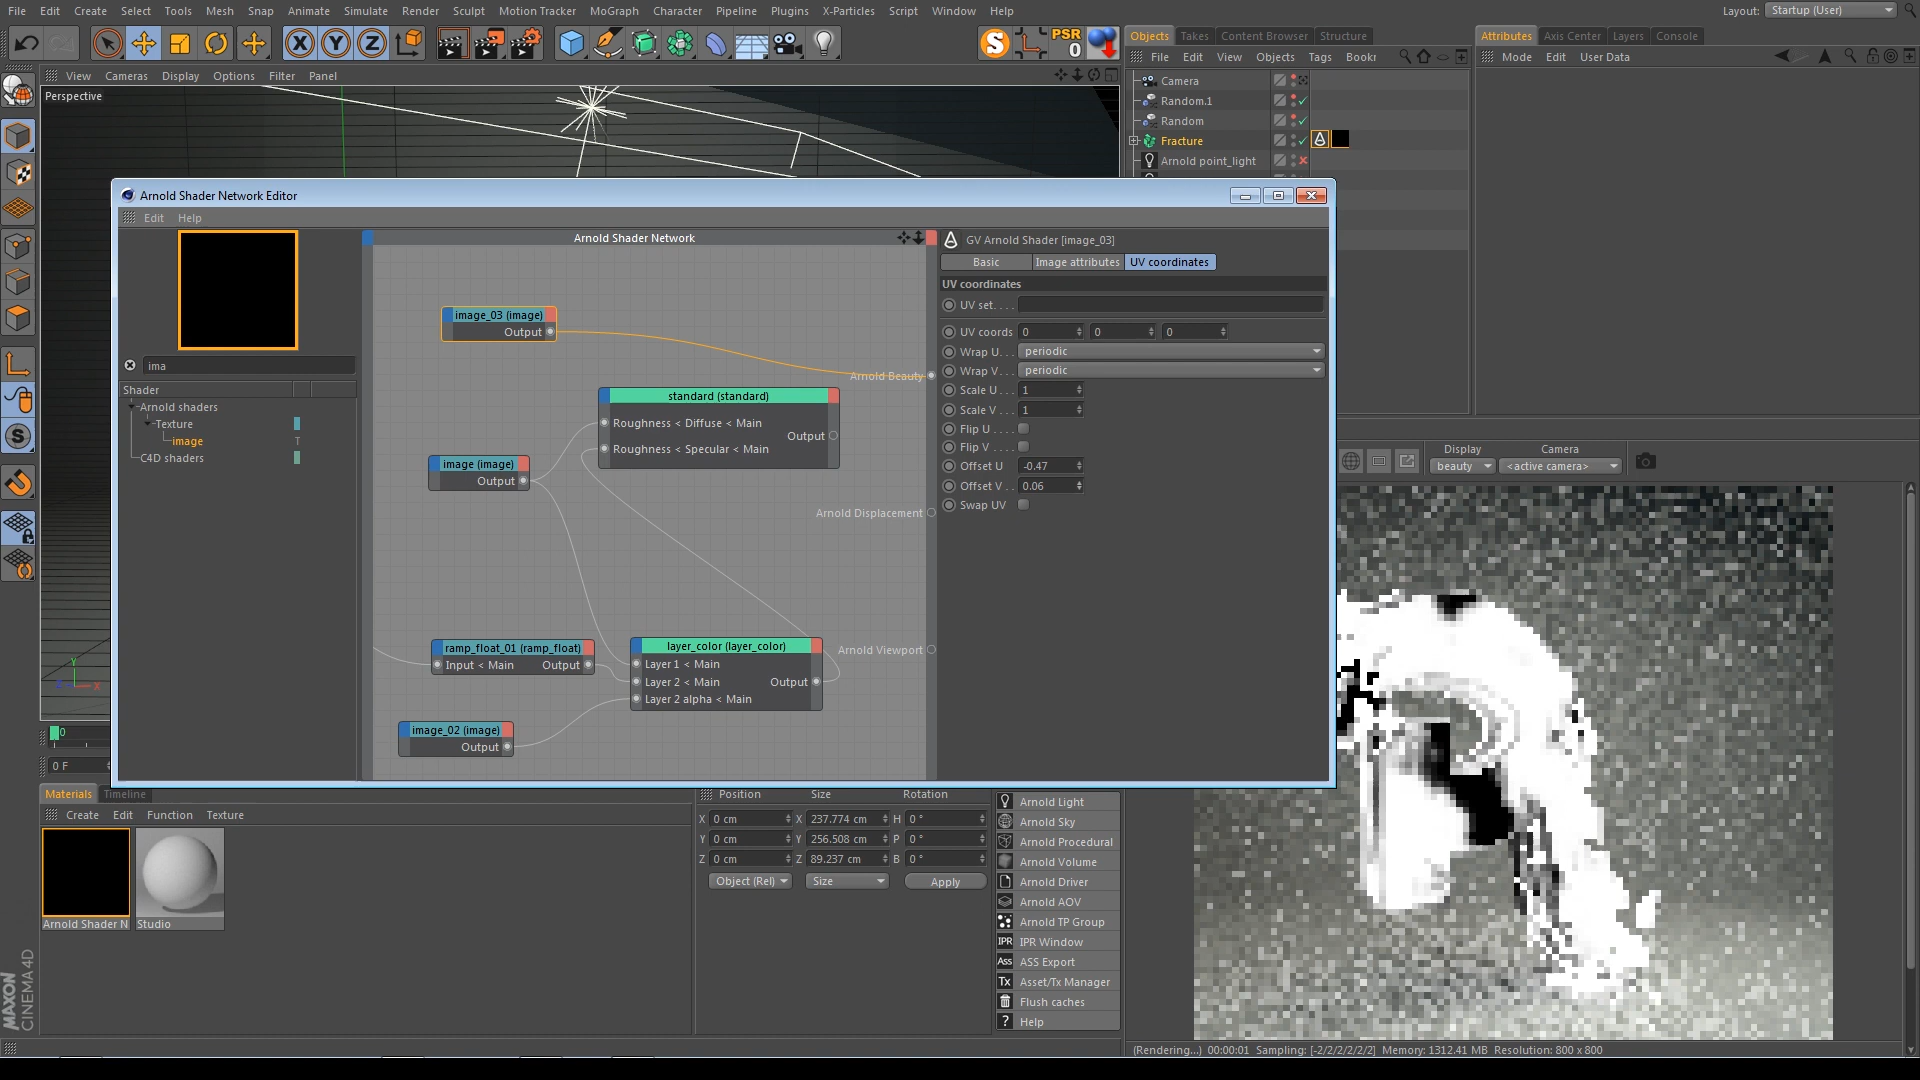 File Edit Create Select Tools Mesh Snap Animate Simulate Render Sculpt Motion Tracker MoGraph Character Pipeline Plugins X-Particles Script Window Help
Layout: Startup (User)
X Y Z
S PSR 0
Objects Takes Content Browser Structure
Attributes Axis Center Layers Console
View Cameras Display Options Filter Panel
File Edit View Objects Tags Bookr
Mode Edit User Data
Perspective
Camera
Random.1
Random
Fracture
Arnold point_light
Arnold Shader Network Editor
Edit Help
Arnold Shader Network
GV Arnold Shader [image_03]
Basic Image attributes UV coordinates
UV coordinates
UV set. . . .
UV coords 0 0 0
Wrap U. . . periodic
Wrap V. . . periodic
Scale U . . . 1
Scale V . . . 1
Flip U . . . .
Flip V . . . .
Offset U -0.47
Offset V . . 0.06
Swap UV
ima
Shader
Arnold shaders
Texture
image T
C4D shaders
image_03 (image)
Output
Arnold Beauty
standard (standard)
Roughness < Diffuse < Main
Output
Roughness < Specular < Main
image (image)
Output
Arnold Displacement
ramp_float_01 (ramp_float)
Input < Main Output
layer_color (layer_color)
Layer 1 < Main
Layer 2 < Main Output
Layer 2 alpha < Main
Arnold Viewport
image_02 (image)
Output
Display Camera
beauty <active camera>
Y
X
0
0 F
Materials Timeline
Create Edit Function Texture
Arnold Shader N Studio
MAXON
CINEMA 4D
Position Size Rotation
X 0 cm X 237.774 cm H 0 °
Y 0 cm Y 256.508 cm P 0 °
Z 0 cm Z 89.237 cm B 0 °
Object (Rel) Size Apply
Arnold Light
Arnold Sky
Arnold Procedural
Arnold Volume
Arnold Driver
Arnold AOV
Arnold TP Group
IPR IPR Window
Ass ASS Export
Tx Asset/Tx Manager
Flush caches
? Help
(Rendering...) 00:00:01 Sampling: [-2/2/2/2/2/2] Memory: 1312.41 MB Resolution: 800 x 800